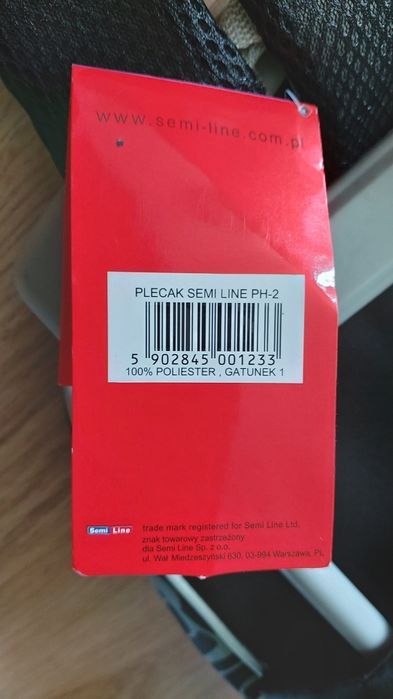 www.semi-line.com.pl
PLECAK SEMI LINE PH-2
5 902845 001233
100% POLIESTER , GATUNEK 1
Semi Line
trade mark registered for Semi Line Ltd.
znak towarowy zastrzeżony
dla Semi Line Sp. z o.o.
ul. Wał Miedzeszyński 630, 03-994 Warszawa, PL